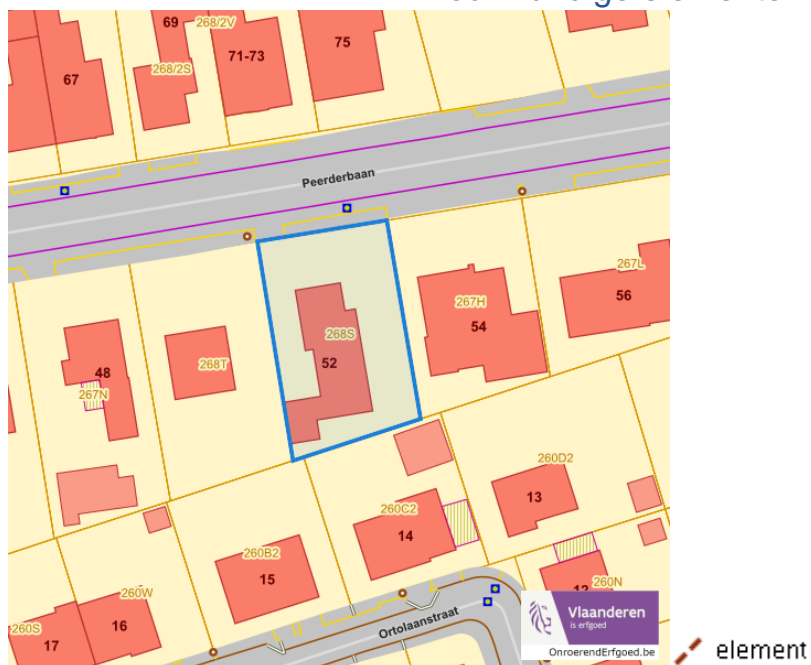 69
268/2V
67
268/2S
71-73
75
Peerderbaan
267L
56
267H
54
268S
52
268T
48
267N
260D2
13
260C2
14
260B2
15
260W
16
260S
17
260N
Ortolaanstraat
Vlaanderen
is erfgoed
OnroerendErfgoed.be
element